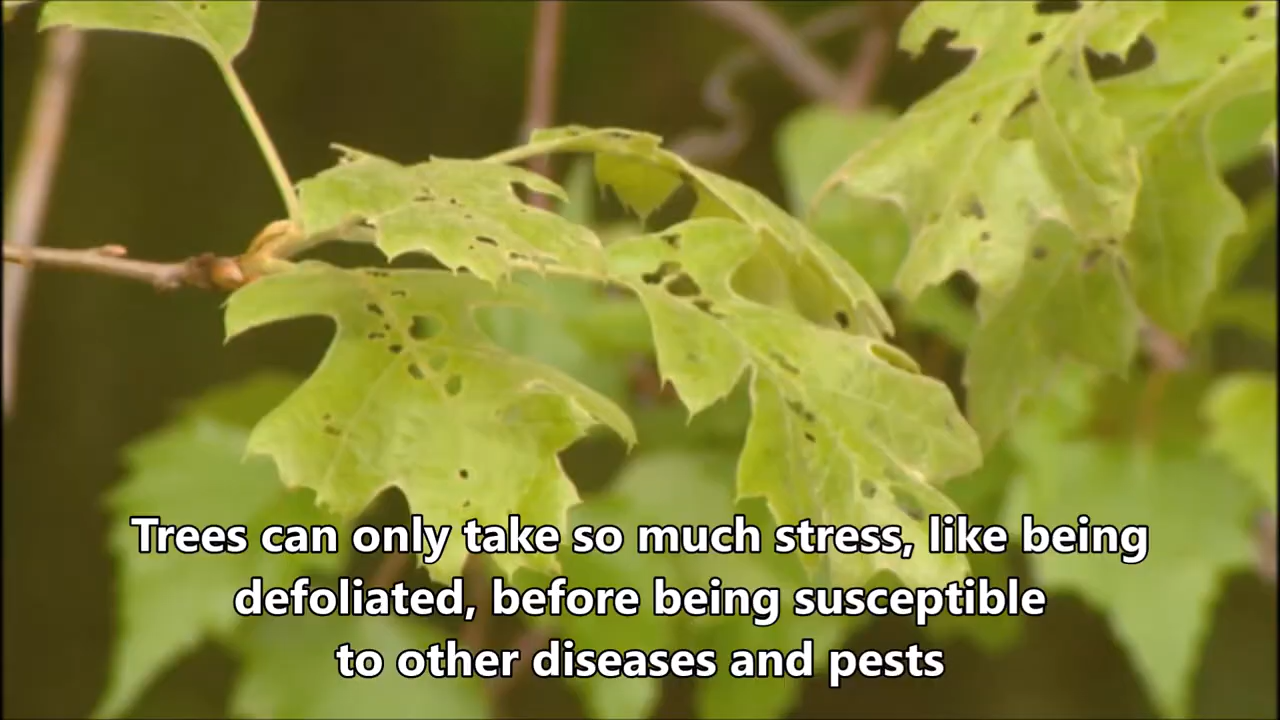 Trees can only take so much stress, like being
defoliated, before being susceptible
to other diseases and pests